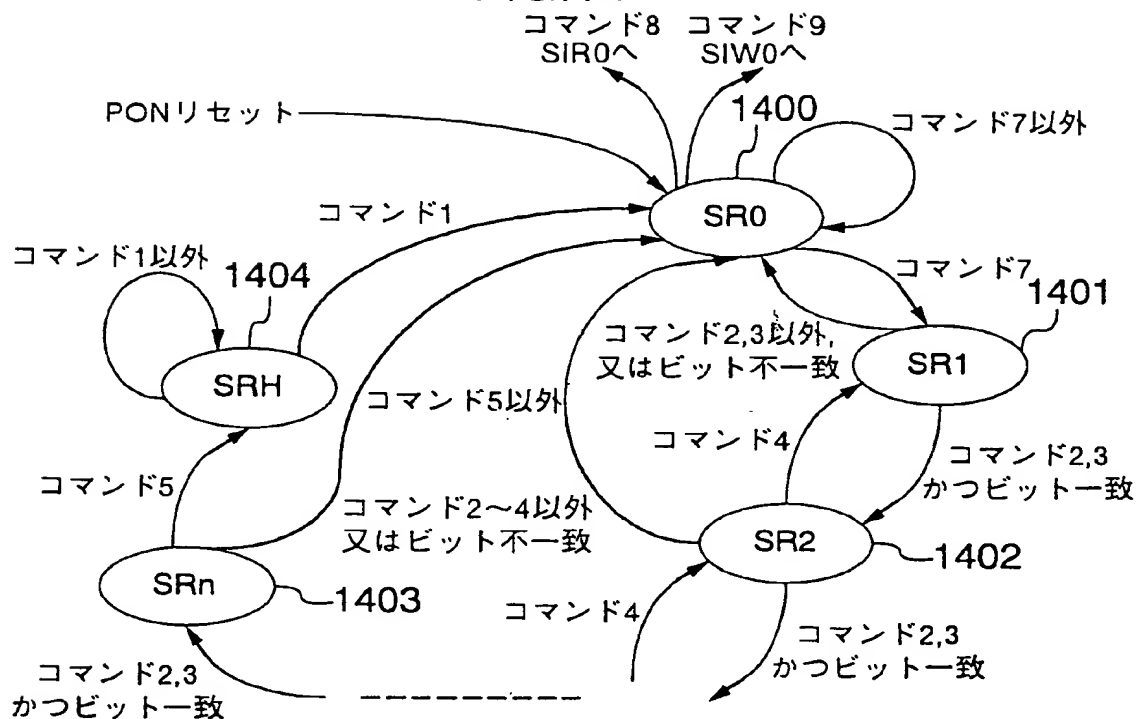 コマンド8
SIR0へ
コマンド9
SIW0へ
PONリセット
1400
コマンド7以外
SR0
コマンド1
コマンド1以外
1404
コマンド7
1401
SRH
コマンド2,3以外,
又はビット不一致
SR1
コマンド5以外
コマンド4
コマンド5
コマンド2,3
かつビット一致
コマンド2～4以外
又はビット不一致
SR2
1402
SRn
1403
コマンド4
コマンド2,3
かつビット一致
コマンド2,3
かつビット一致